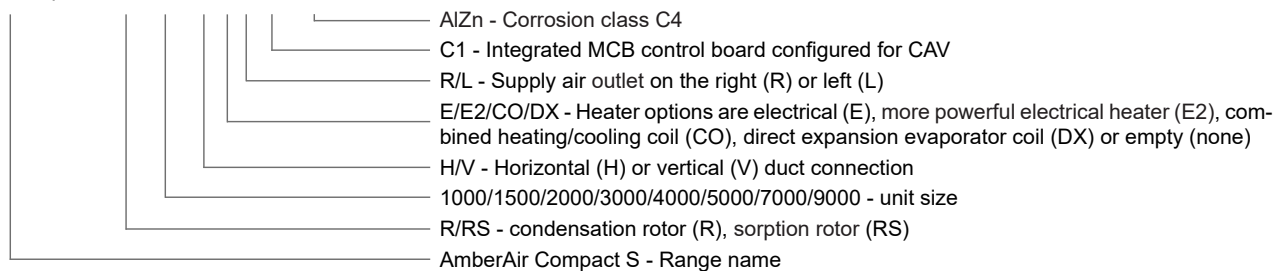 AlZn - Corrosion class C4
C1 - Integrated MCB control board configured for CAV
R/L - Supply air outlet on the right (R) or left (L)
E/E2/CO/DX - Heater options are electrical (E), more powerful electrical heater (E2), com-
bined heating/cooling coil (CO), direct expansion evaporator coil (DX) or empty (none)
H/V - Horizontal (H) or vertical (V) duct connection
1000/1500/2000/3000/4000/5000/7000/9000 - unit size
R/RS - condensation rotor (R), sorption rotor (RS)
AmberAir Compact S - Range name